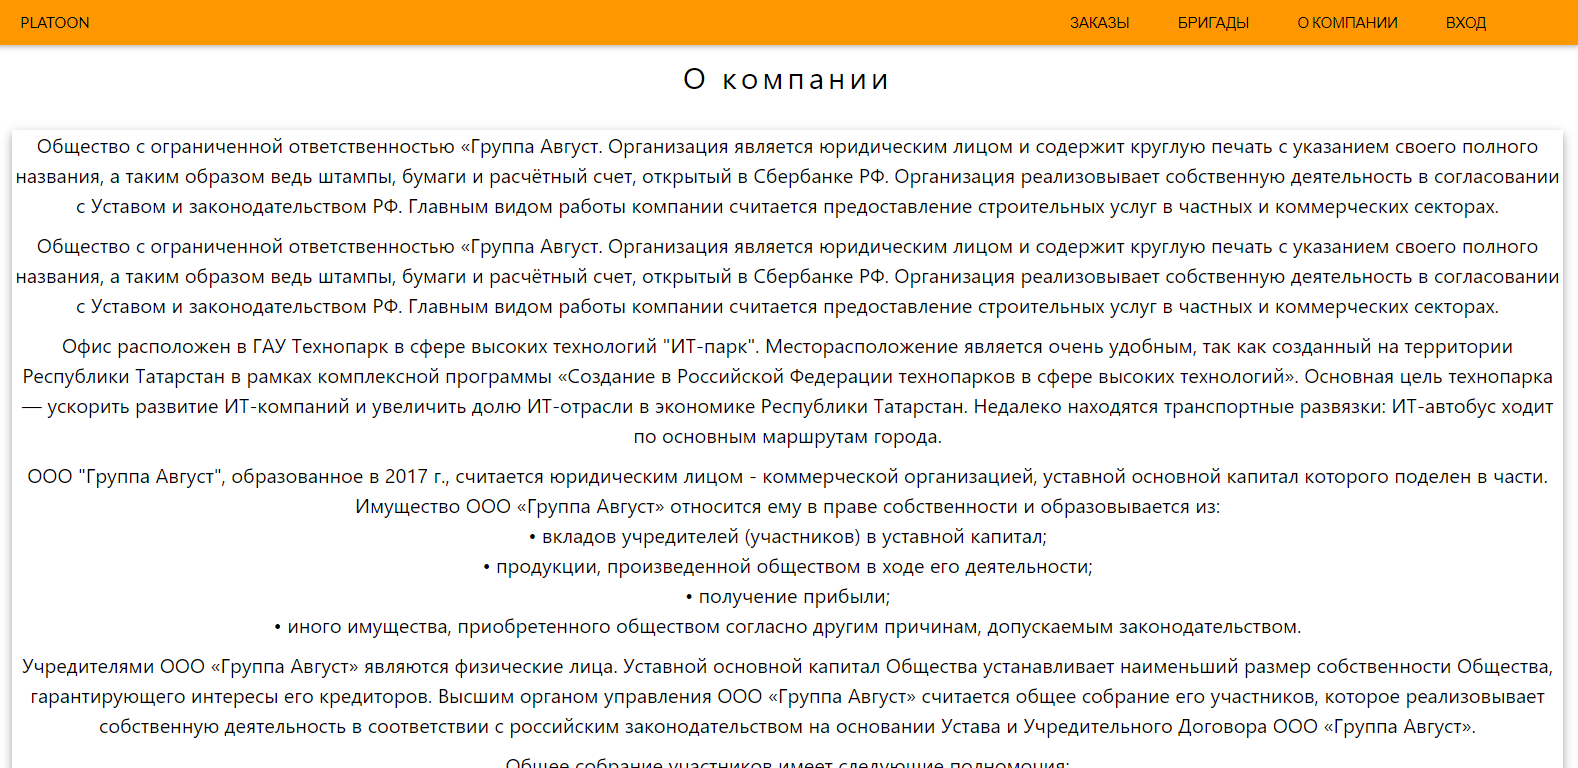 PLATOON ЗАКАЗЫ БРИГАДЫ О КОМПАНИИ ВХОД
О компании
Общество с ограниченной ответственностью «Группа Август. Организация является юридическим лицом и содержит круглую печать с указанием своего полного
названия, а таким образом ведь штампы, бумаги и расчётный счет, открытый в Сбербанке РФ. Организация реализовывает собственную деятельность в согласовании
с Уставом и законодательством РФ. Главным видом работы компании считается предоставление строительных услуг в частных и коммерческих секторах.
Общество с ограниченной ответственностью «Группа Август. Организация является юридическим лицом и содержит круглую печать с указанием своего полного
названия, а таким образом ведь штампы, бумаги и расчётный счет, открытый в Сбербанке РФ. Организация реализовывает собственную деятельность в согласовании
с Уставом и законодательством РФ. Главным видом работы компании считается предоставление строительных услуг в частных и коммерческих секторах.
Офис расположен в ГАУ Технопарк в сфере высоких технологий "ИТ-парк". Месторасположение является очень удобным, так как созданный на территории
Республики Татарстан в рамках комплексной программы «Создание в Российской Федерации технопарков в сфере высоких технологий». Основная цель технопарка
— ускорить развитие ИТ-компаний и увеличить долю ИТ-отрасли в экономике Республики Татарстан. Недалеко находятся транспортные развязки: ИТ-автобус ходит
по основным маршрутам города.
ООО "Группа Август", образованное в 2017 г., считается юридическим лицом - коммерческой организацией, уставной основной капитал которого поделен в части.
Имущество ООО «Группа Август» относится ему в праве собственности и образовывается из:
• вкладов учредителей (участников) в уставной капитал;
• продукции, произведенной обществом в ходе его деятельности;
• получение прибыли;
• иного имущества, приобретенного обществом согласно другим причинам, допускаемым законодательством.
Учредителями ООО «Группа Август» являются физические лица. Уставной основной капитал Общества устанавливает наименьший размер собственности Общества,
гарантирующего интересы его кредиторов. Высшим органом управления ООО «Группа Август» считается общее собрание его участников, которое реализовывает
собственную деятельность в соответствии с российским законодательством на основании Устава и Учредительного Договора ООО «Группа Август».
Общее собрание участников имеет следующие полномочия: